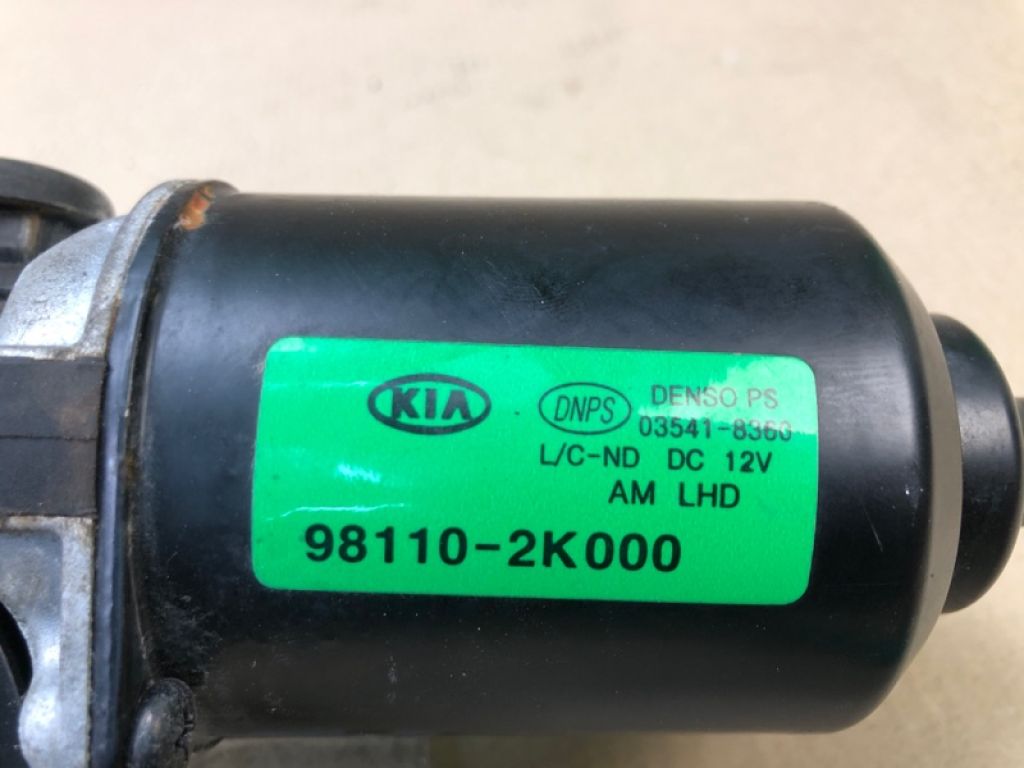 KIA DNPS DENSO PS
03541-8360
L/C-ND DC 12V
AM LHD
98110-2K000